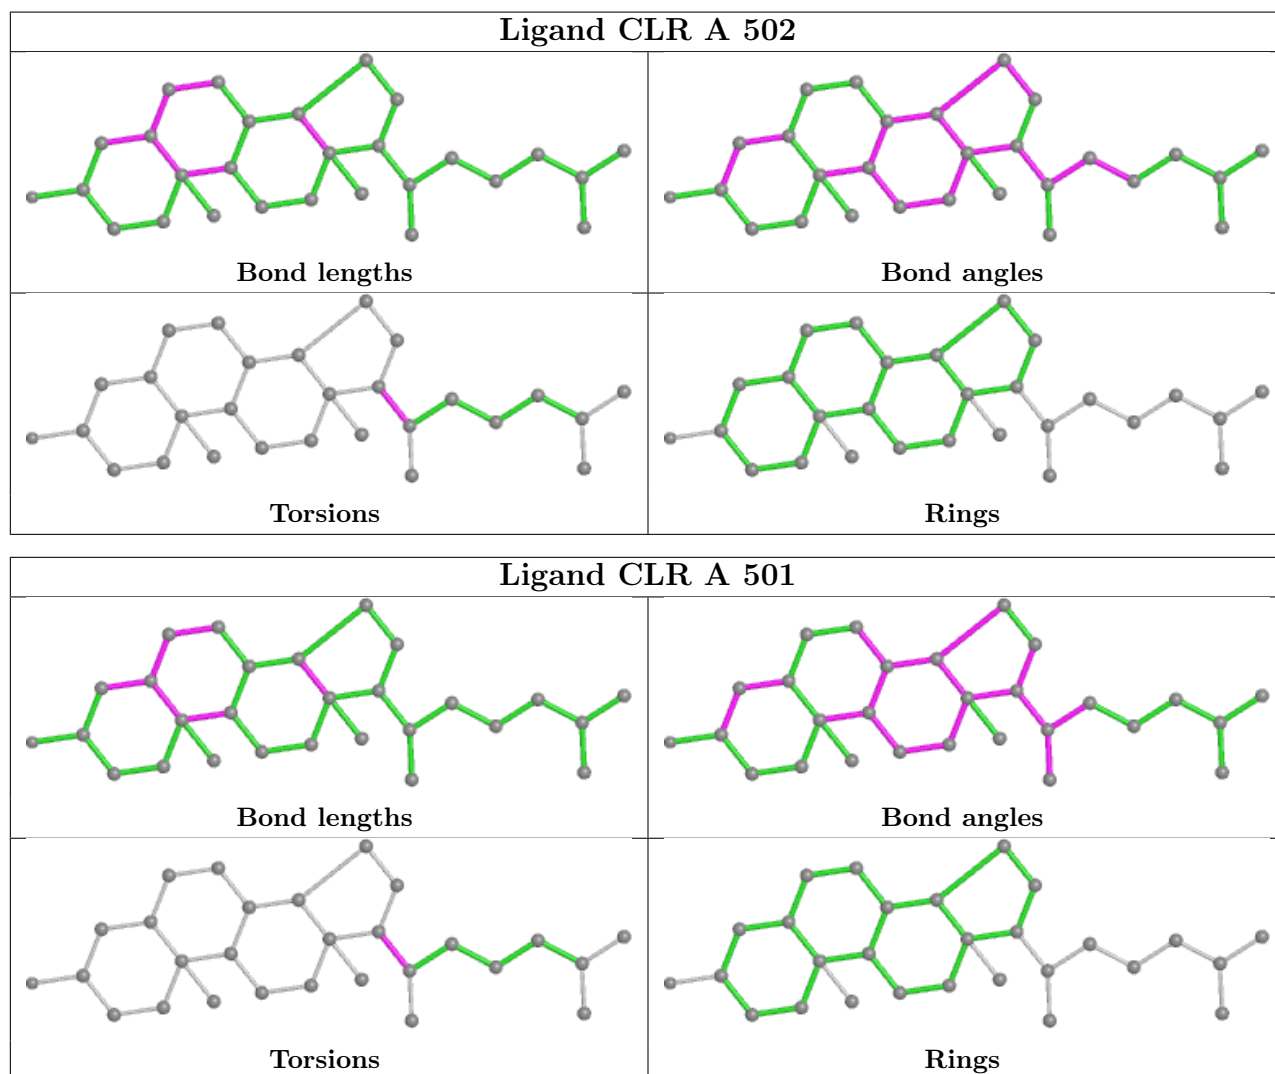 Ligand CLR A 502
Bond lengths
Bond angles
Torsions
Rings
Ligand CLR A 501
Bond lengths
Bond angles
Torsions
Rings